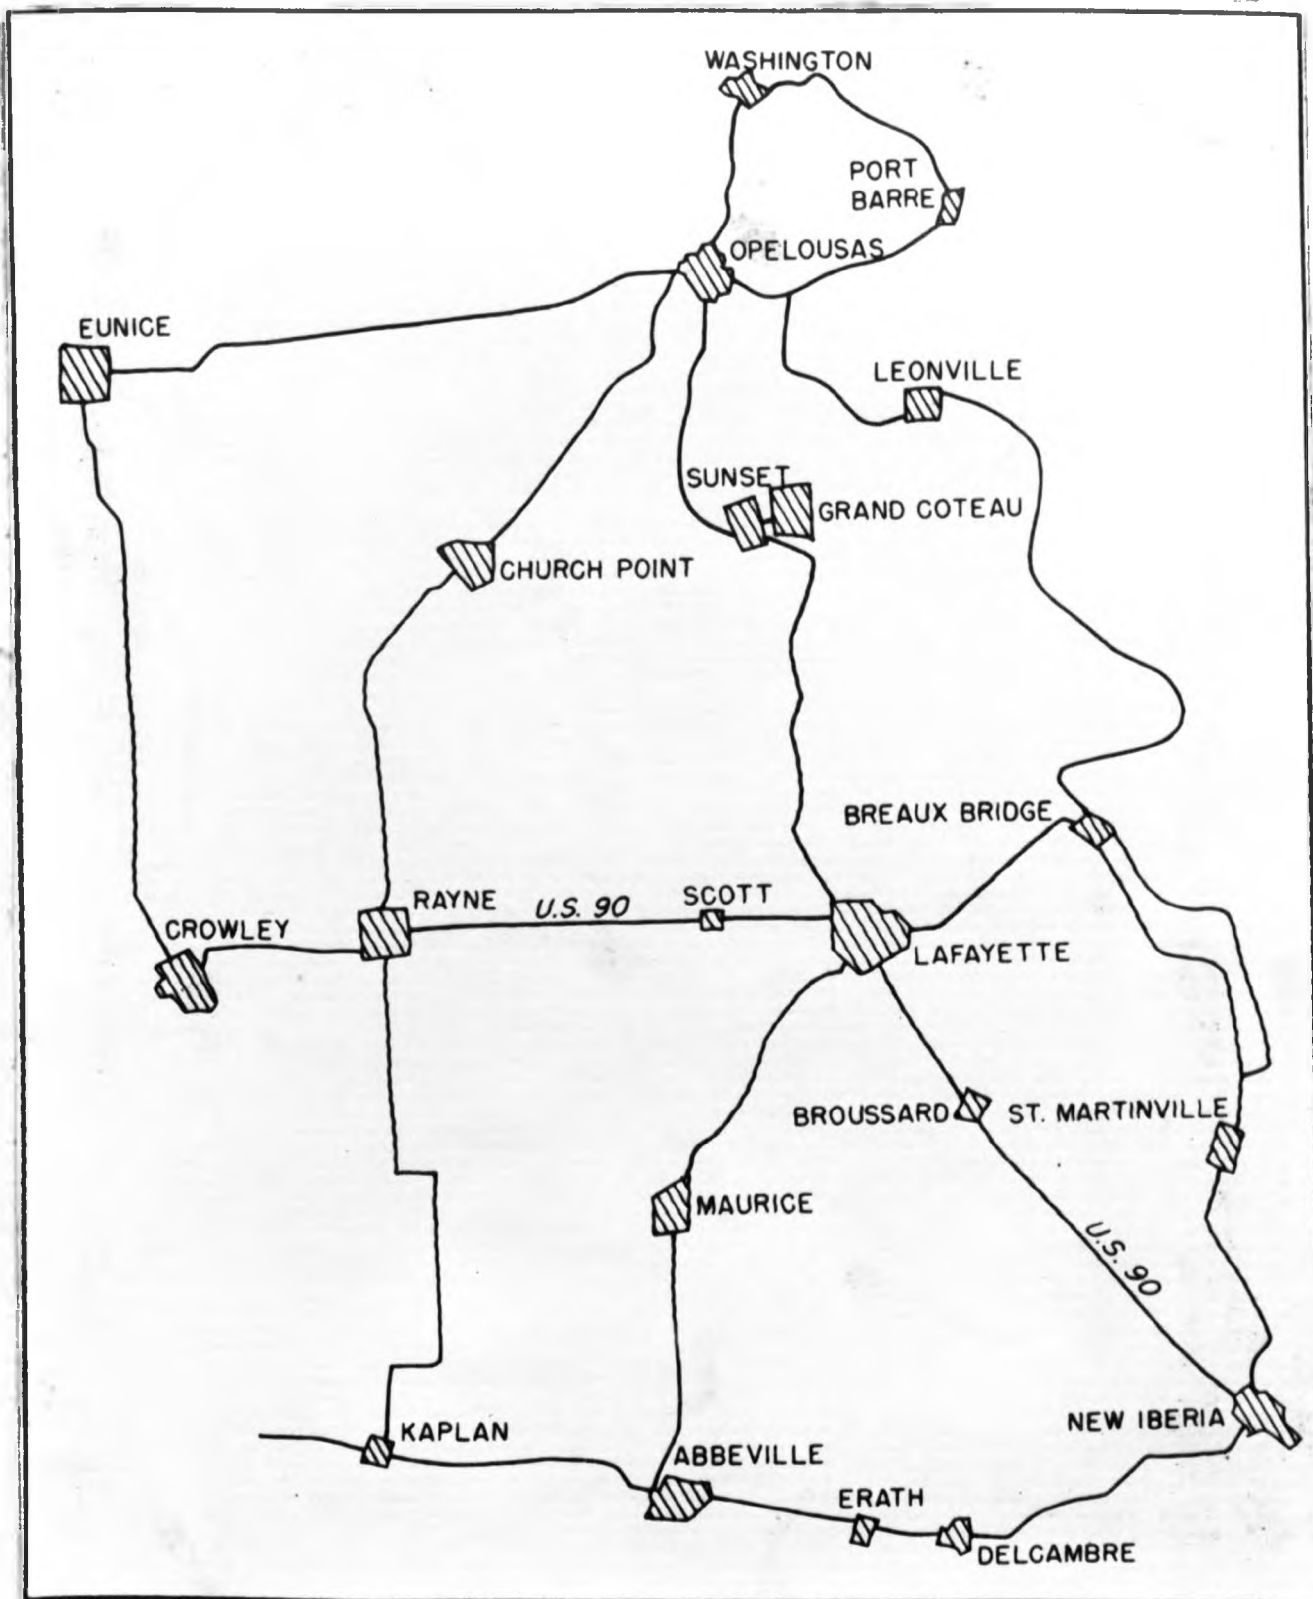 WASHINGTON
PORT
BARRE
OPELOUSAS
EUNICE
LEONVILLE
SUNSET
GRAND COTEAU
CHURCH POINT
BREAUX BRIDGE
RAYNE
U.S. 90
SCOTT
CROWLEY
LAFAYETTE
BROUSSARD
ST. MARTINVILLE
MAURICE
U.S. 90
KAPLAN
NEW IBERIA
ABBEVILLE
ERATH
DELCAMBRE